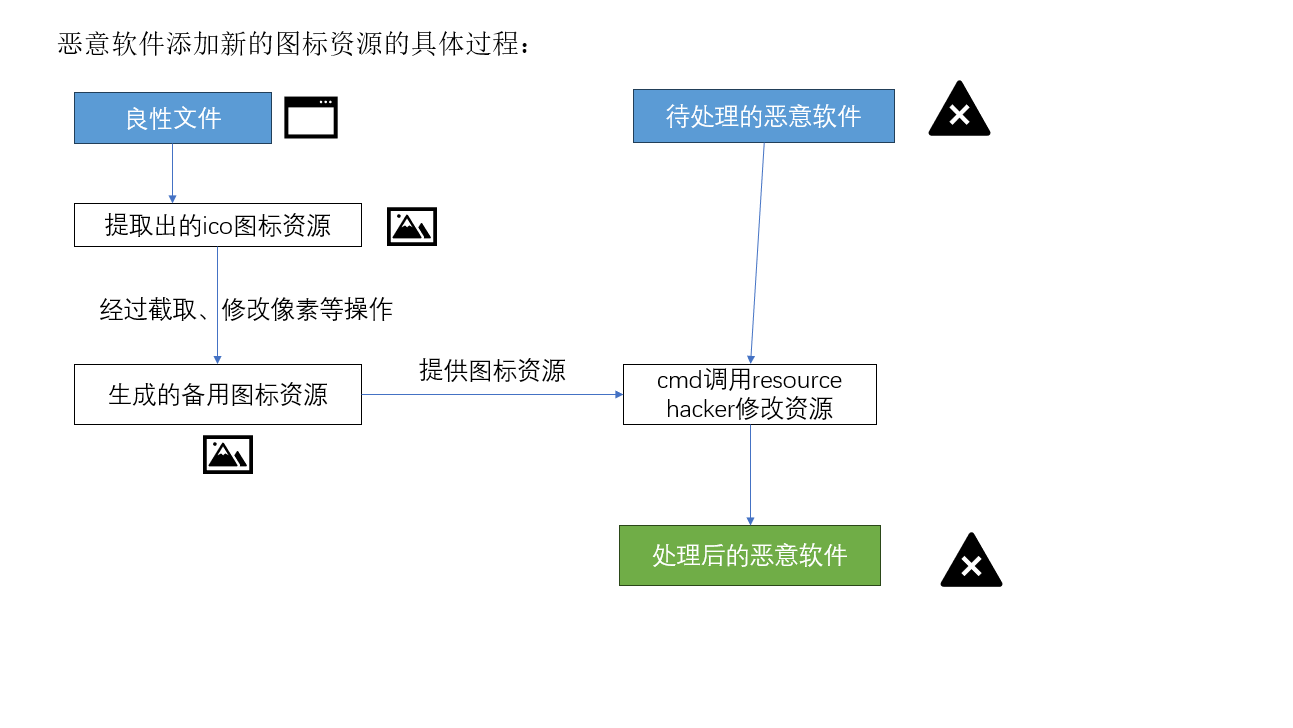 恶意软件添加新的图标资源的具体过程：
良性文件
待处理的恶意软件
提取出的ico图标资源
经过截取、修改像素等操作
生成的备用图标资源
提供图标资源
cmd调用resource
hacker修改资源
处理后的恶意软件